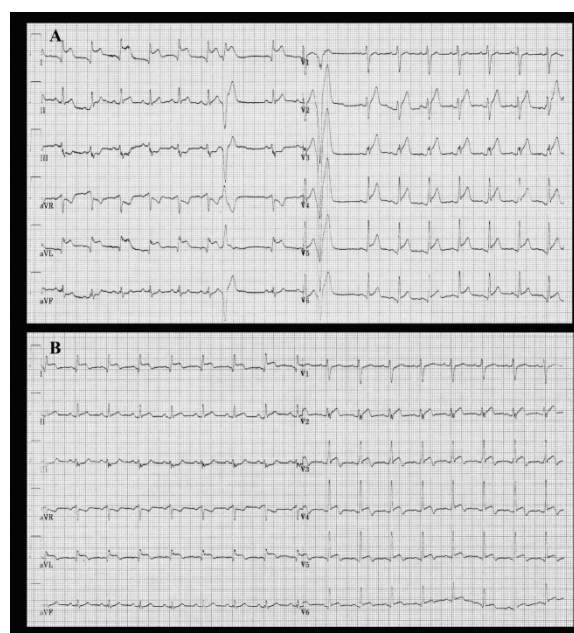 A
I V1
II V2
III V3
aVR V4
aVL V5
aVF V6
B
I V1
II V2
III V3
aVR V4
aVL V5
aVF V6